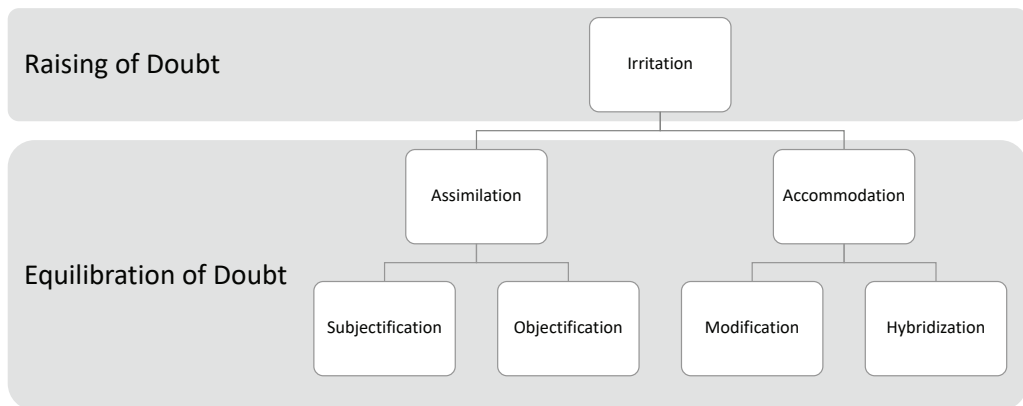 Raising of Doubt
Irritation
Assimilation
Accommodation
Equilibration of Doubt
Subjectification
Objectification
Modification
Hybridization